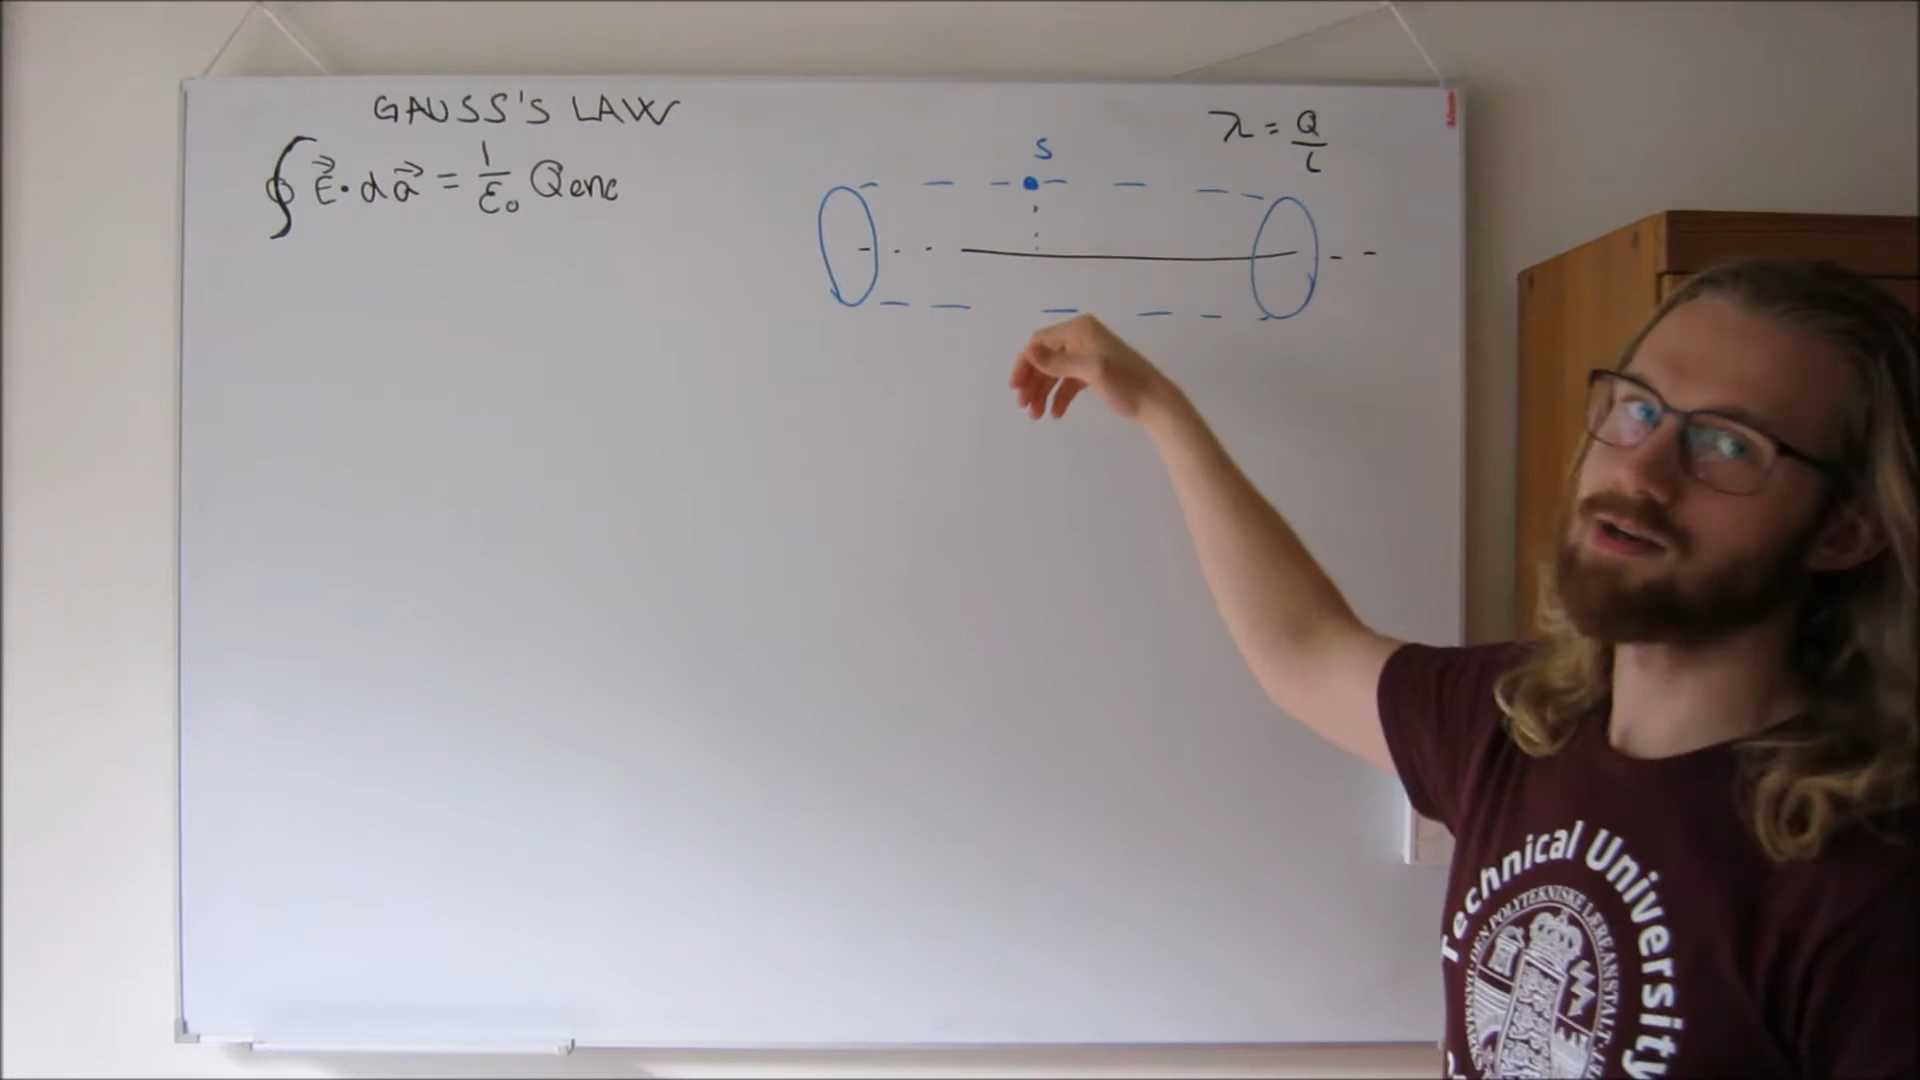 GAUSS'S LAW
∮ E⃗ · da⃗ = 1/ε₀ Qenc
λ = Q/L
s
Technical University